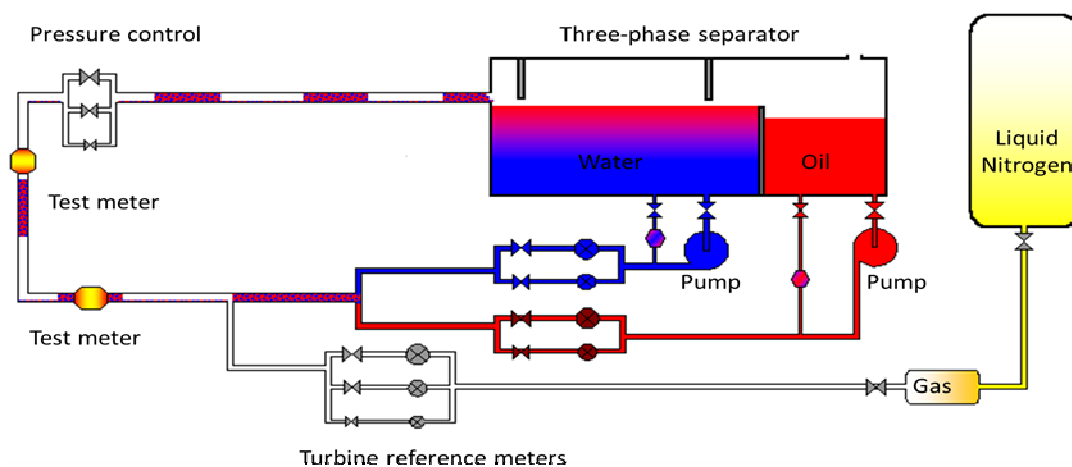 Pressure control
Three-phase separator
Liquid
Nitrogen
Water
Oil
Test meter
Pump
Pump
Test meter
Gas
Turbine reference meters